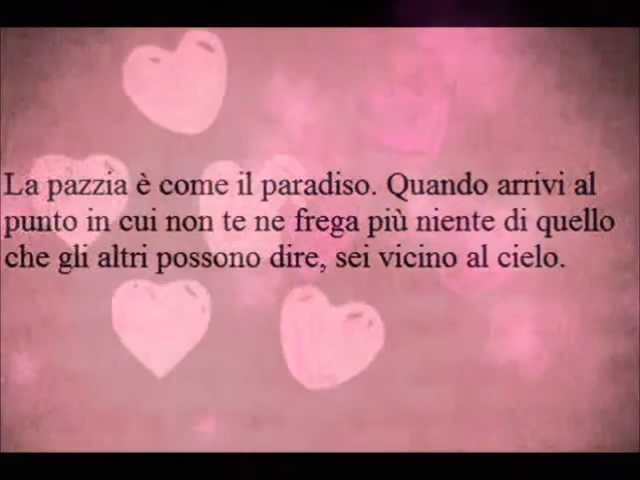 La pazzia è come il paradiso. Quando arrivi al
punto in cui non te ne frega più niente di quello
che gli altri possono dire, sei vicino al cielo.